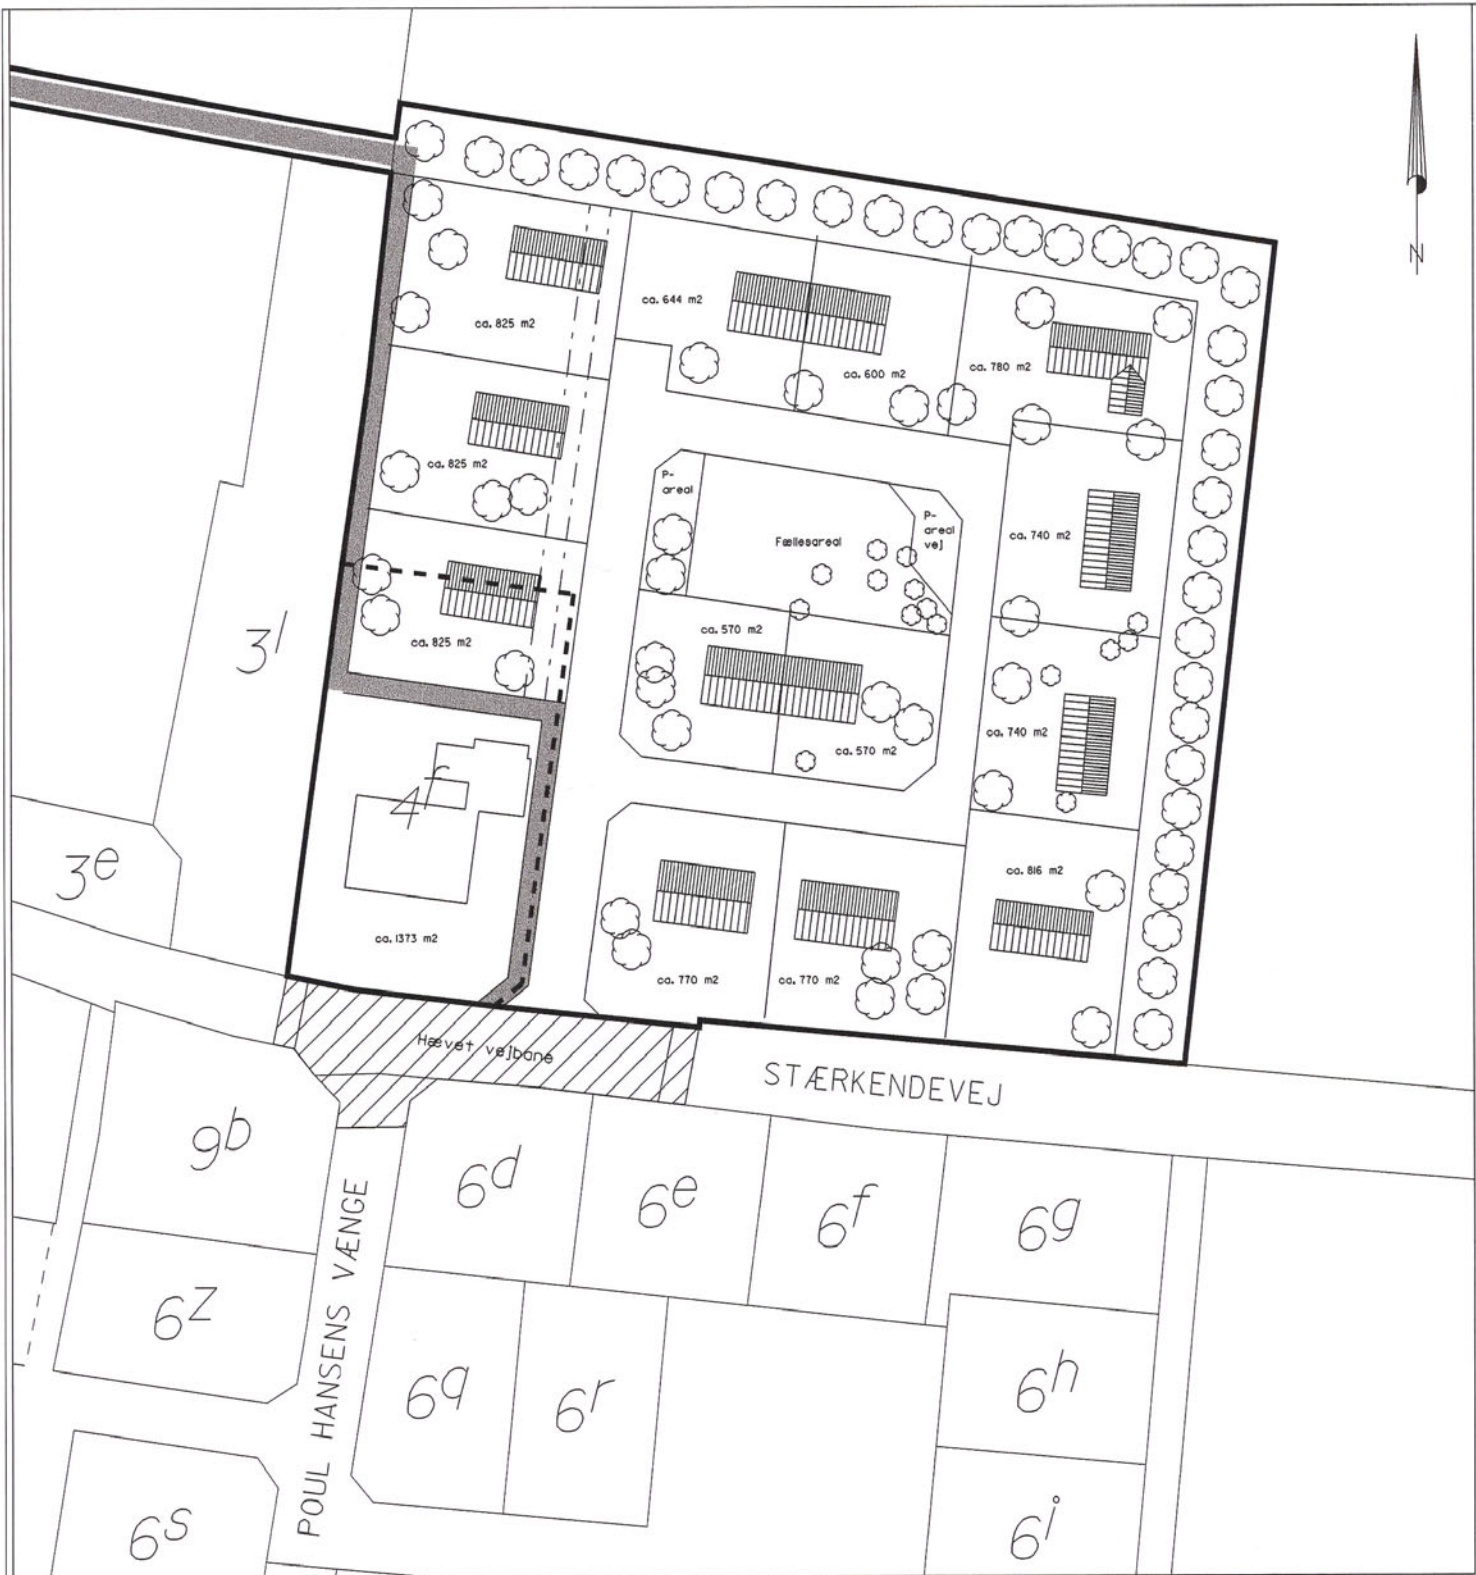 N
ca. 825 m2
ca. 644 m2
ca. 600 m2
ca. 780 m2
ca. 825 m2
P-
areal
Fællesareal
P-
areal
vej
ca. 740 m2
ca. 825 m2
ca. 570 m2
ca. 570 m2
ca. 740 m2
3l
4f
3e
ca. 1373 m2
ca. 770 m2
ca. 770 m2
ca. 816 m2
Hævet vejbane
STÆRKENDEVEJ
9b
6d
6e
6f
6g
6z
POUL HANSENS VÆNGE
6q
6r
6h
6s
6i